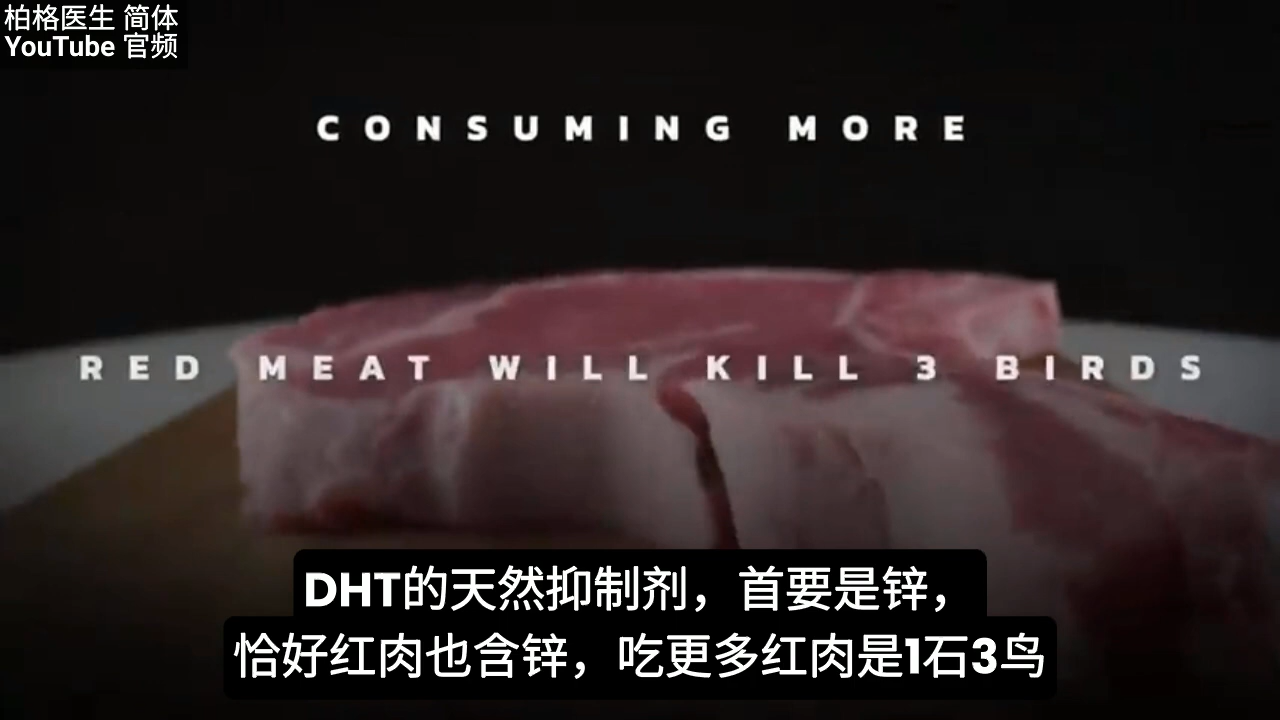 柏格医生 简体
YouTube 官频
CONSUMING MORE
RED MEAT WILL KILL 3 BIRDS
DHT的天然抑制剂，首要是锌，
恰好红肉也含锌，吃更多红肉是1石3鸟